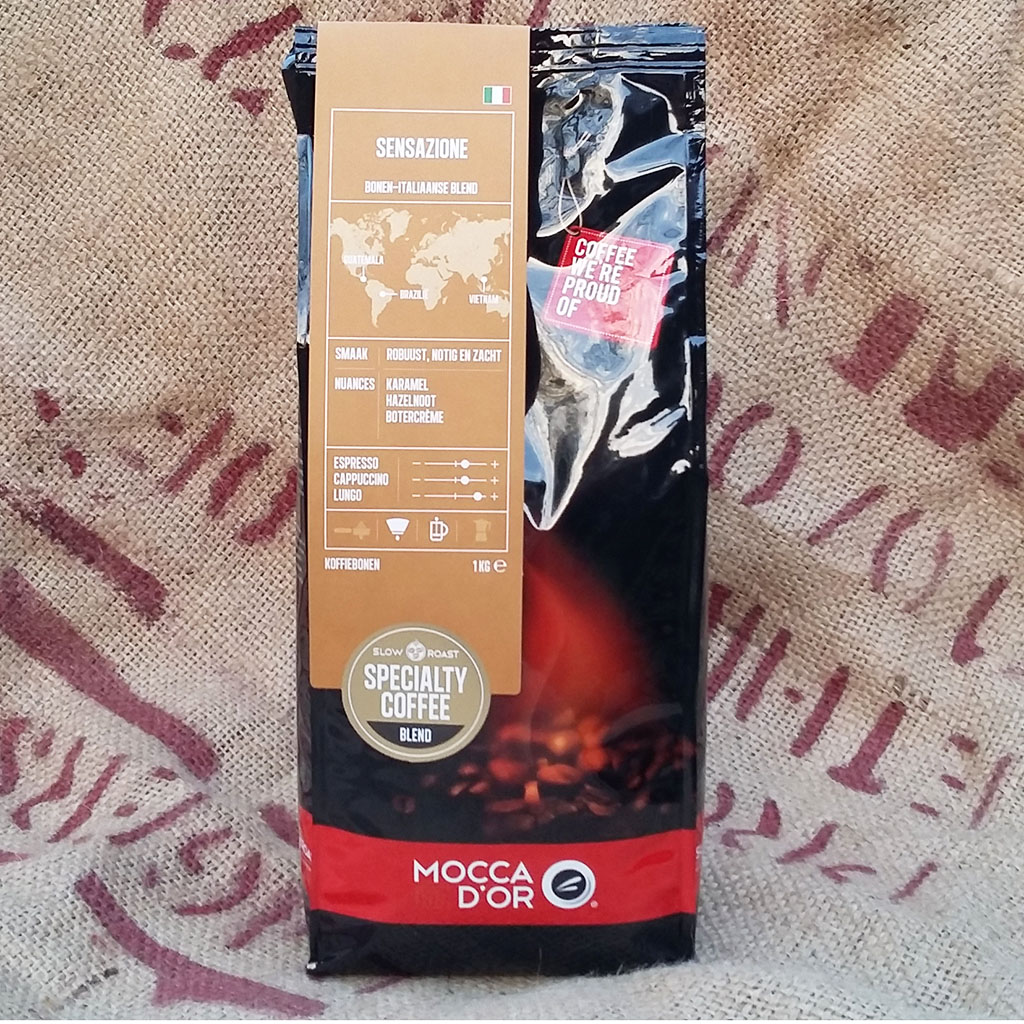 SENSAZIONE
BONEN-ITALIAANSE BLEND
COFFEE
WE'RE
PROUD
OF
GUATEMALA
BRAZILIË
VIETNAM
SMAAK ROBUUST, NOTIG EN ZACHT
NUANCES KARAMEL
HAZELNOOT
BOTERCRÈME
ESPRESSO - +
CAPPUCCINO - +
LUNGO - +
KOFFIEBONEN 1 KG ℮
SLOW ROAST
SPECIALTY
COFFEE
BLEND
MOCCA
D'OR ®